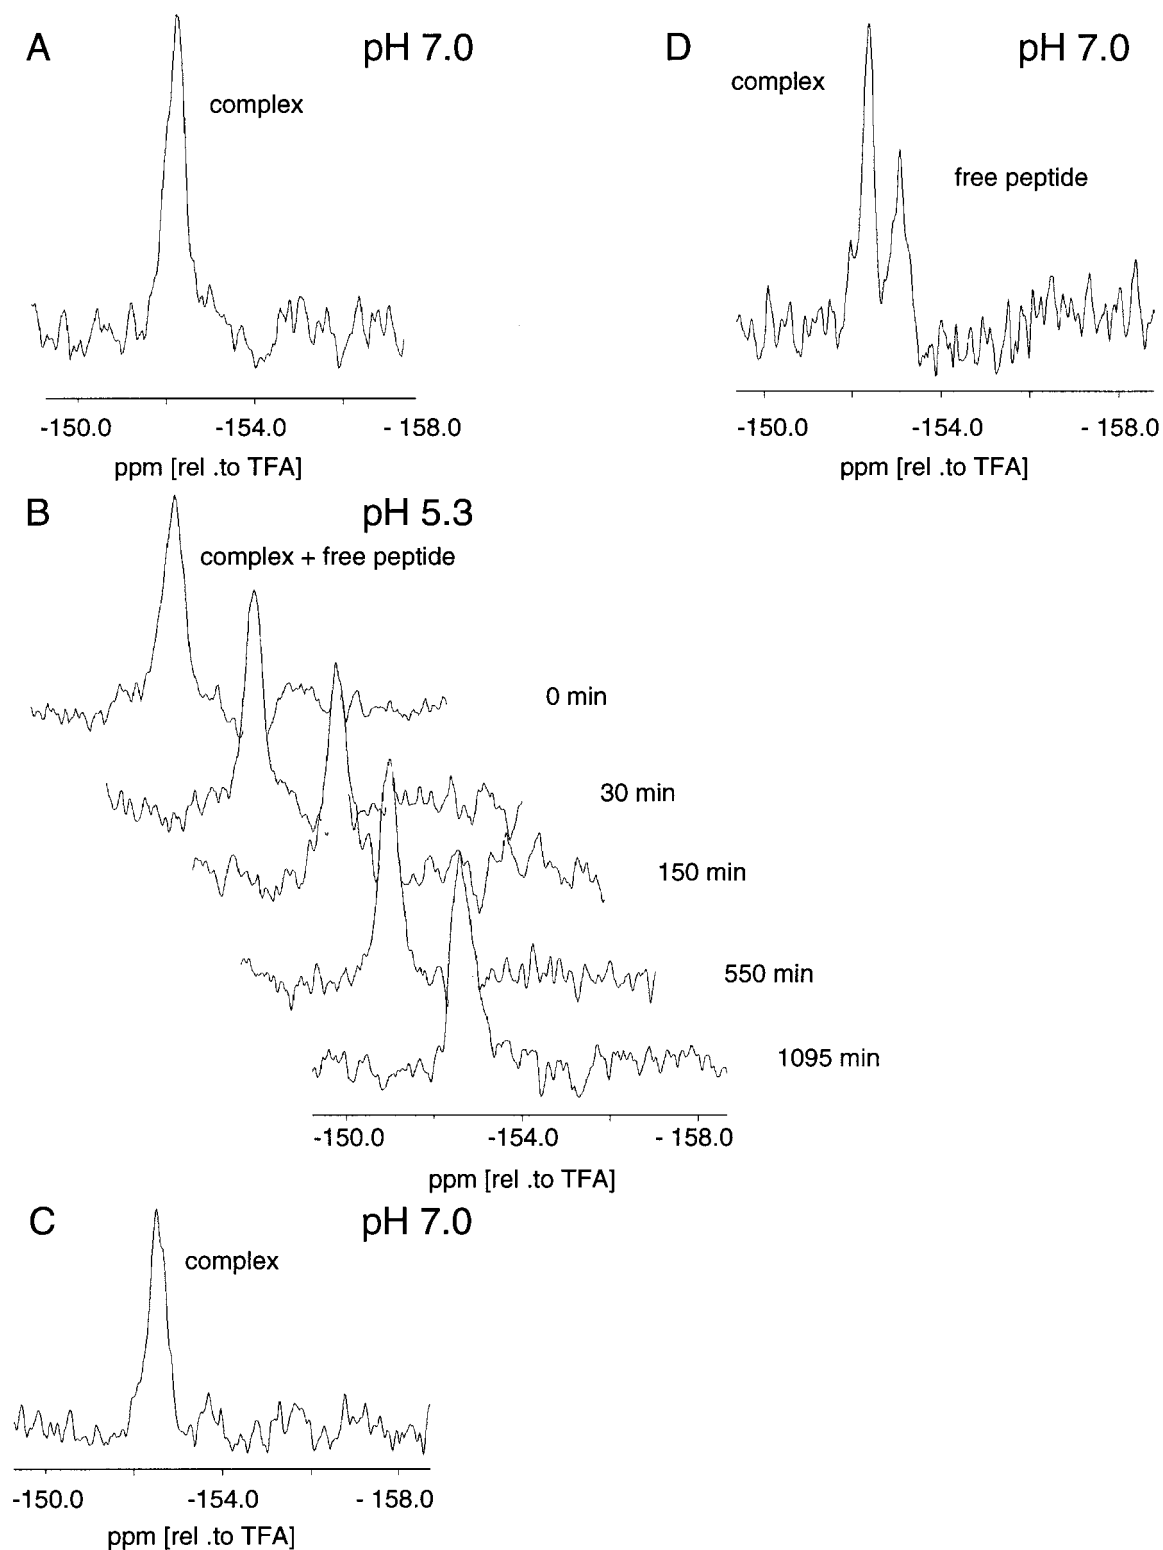 A
pH 7.0
complex
-150.0 -154.0 - 158.0
ppm [rel .to TFA]
D
pH 7.0
complex
free peptide
-150.0 -154.0 - 158.0
ppm [rel .to TFA]
B
pH 5.3
complex + free peptide
0 min
30 min
150 min
550 min
1095 min
-150.0 -154.0 - 158.0
ppm [rel .to TFA]
C
pH 7.0
complex
-150.0 -154.0 - 158.0
ppm [rel .to TFA]